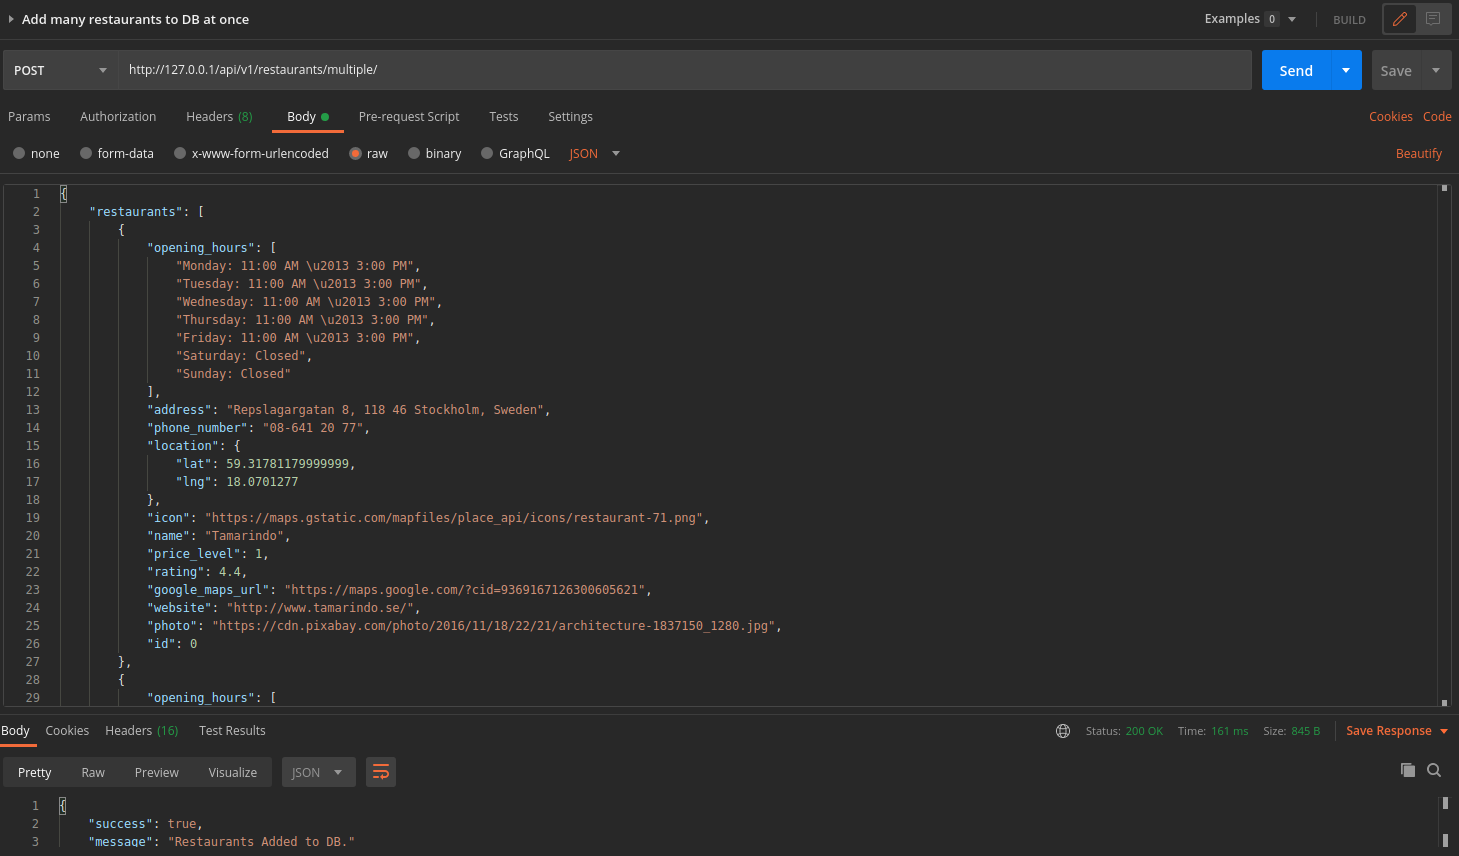 Add many restaurants to DB at once
Examples 0 BUILD
POST http://127.0.0.1/api/v1/restaurants/multiple/ Send Save
Params Authorization Headers (8) Body Pre-request Script Tests Settings Cookies Code
none form-data x-www-form-urlencoded raw binary GraphQL JSON Beautify
1 {
2 "restaurants": [
3 {
4 "opening_hours": [
5 "Monday: 11:00 AM \u2013 3:00 PM",
6 "Tuesday: 11:00 AM \u2013 3:00 PM",
7 "Wednesday: 11:00 AM \u2013 3:00 PM",
8 "Thursday: 11:00 AM \u2013 3:00 PM",
9 "Friday: 11:00 AM \u2013 3:00 PM",
10 "Saturday: Closed",
11 "Sunday: Closed"
12 ],
13 "address": "Repslagargatan 8, 118 46 Stockholm, Sweden",
14 "phone_number": "08-641 20 77",
15 "location": {
16 "lat": 59.31781179999999,
17 "lng": 18.0701277
18 },
19 "icon": "https://maps.gstatic.com/mapfiles/place_api/icons/restaurant-71.png",
20 "name": "Tamarindo",
21 "price_level": 1,
22 "rating": 4.4,
23 "google_maps_url": "https://maps.google.com/?cid=9369167126300605621",
24 "website": "http://www.tamarindo.se/",
25 "photo": "https://cdn.pixabay.com/photo/2016/11/18/22/21/architecture-1837150_1280.jpg",
26 "id": 0
27 },
28 {
29 "opening_hours": [
Body Cookies Headers (16) Test Results Status: 200 OK Time: 161 ms Size: 845 B Save Response
Pretty Raw Preview Visualize JSON
1 {
2 "success": true,
3 "message": "Restaurants Added to DB."